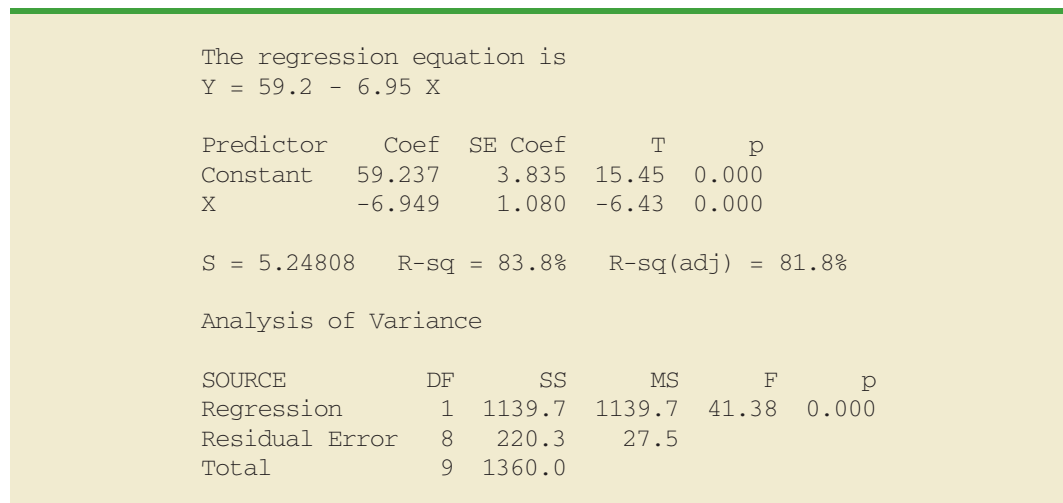 The regression equation is
Y = 59.2 - 6.95 X
Predictor Coef SE Coef T p
Constant 59.237 3.835 15.45 0.000
X -6.949 1.080 -6.43 0.000
S = 5.24808 R-sq = 83.8% R-sq(adj) = 81.8%
Analysis of Variance
SOURCE DF SS MS F p
Regression 1 1139.7 1139.7 41.38 0.000
Residual Error 8 220.3 27.5
Total 9 1360.0